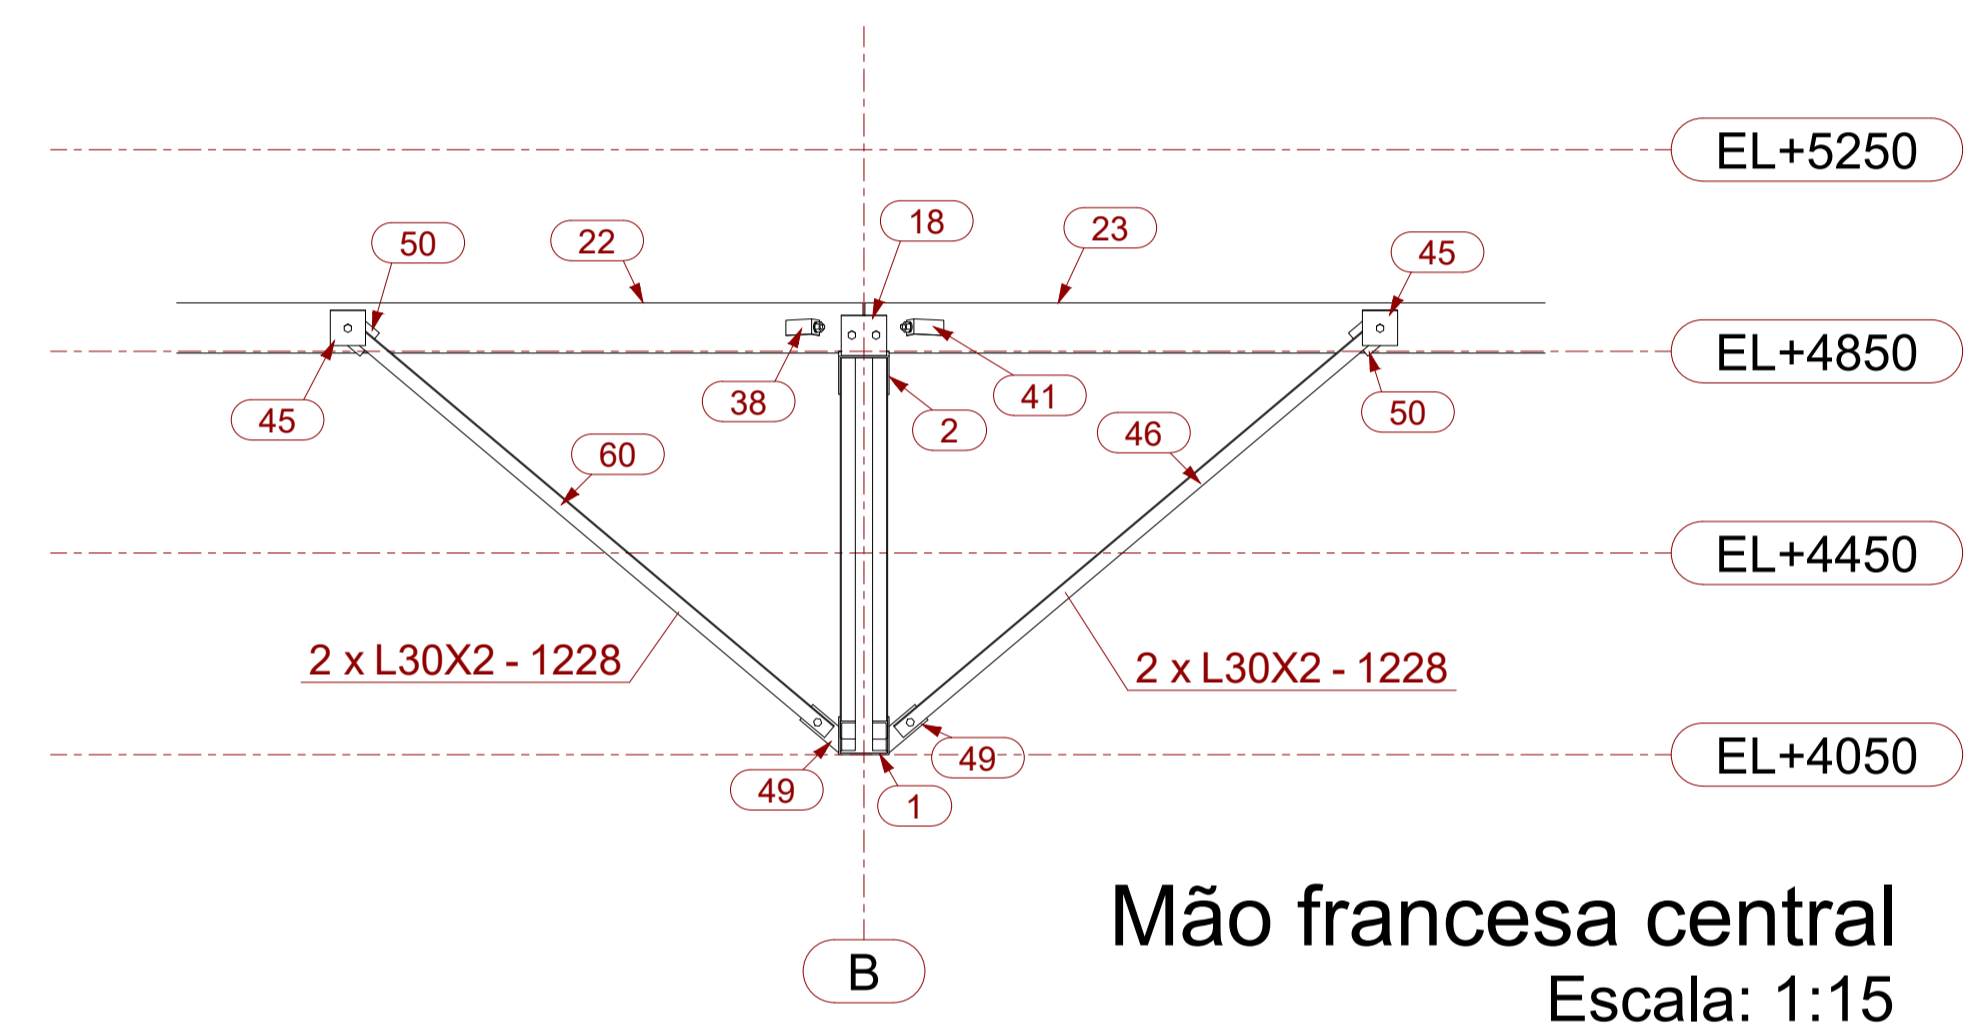 EL+5250
18
22
23
50
45
EL+4850
38
41
45
2
50
60
46
EL+4450
2 x L30X2 - 1228
2 x L30X2 - 1228
EL+4050
49
49
1
Mão francesa central
B
Escala: 1:15